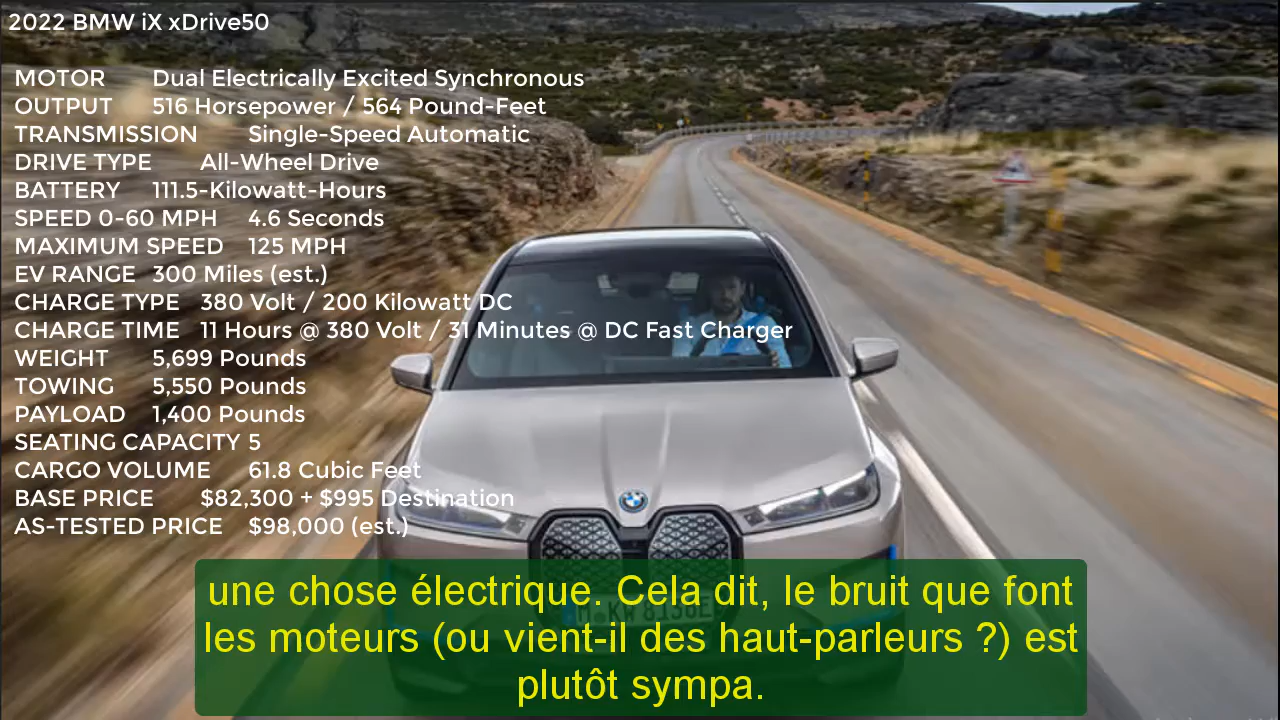 2022 BMW iX xDrive50
MOTOR Dual Electrically Excited Synchronous
OUTPUT 516 Horsepower / 564 Pound-Feet
TRANSMISSION Single-Speed Automatic
DRIVE TYPE All-Wheel Drive
BATTERY 111.5-Kilowatt-Hours
SPEED 0-60 MPH 4.6 Seconds
MAXIMUM SPEED 125 MPH
EV RANGE 300 Miles (est.)
CHARGE TYPE 380 Volt / 200 Kilowatt DC
CHARGE TIME 11 Hours @ 380 Volt / 31 Minutes @ DC Fast Charger
WEIGHT 5,699 Pounds
TOWING 5,550 Pounds
PAYLOAD 1,400 Pounds
SEATING CAPACITY 5
CARGO VOLUME 61.8 Cubic Feet
BASE PRICE $82,300 + $995 Destination
AS-TESTED PRICE $98,000 (est.)
une chose électrique. Cela dit, le bruit que font
les moteurs (ou vient-il des haut-parleurs ?) est
plutôt sympa.